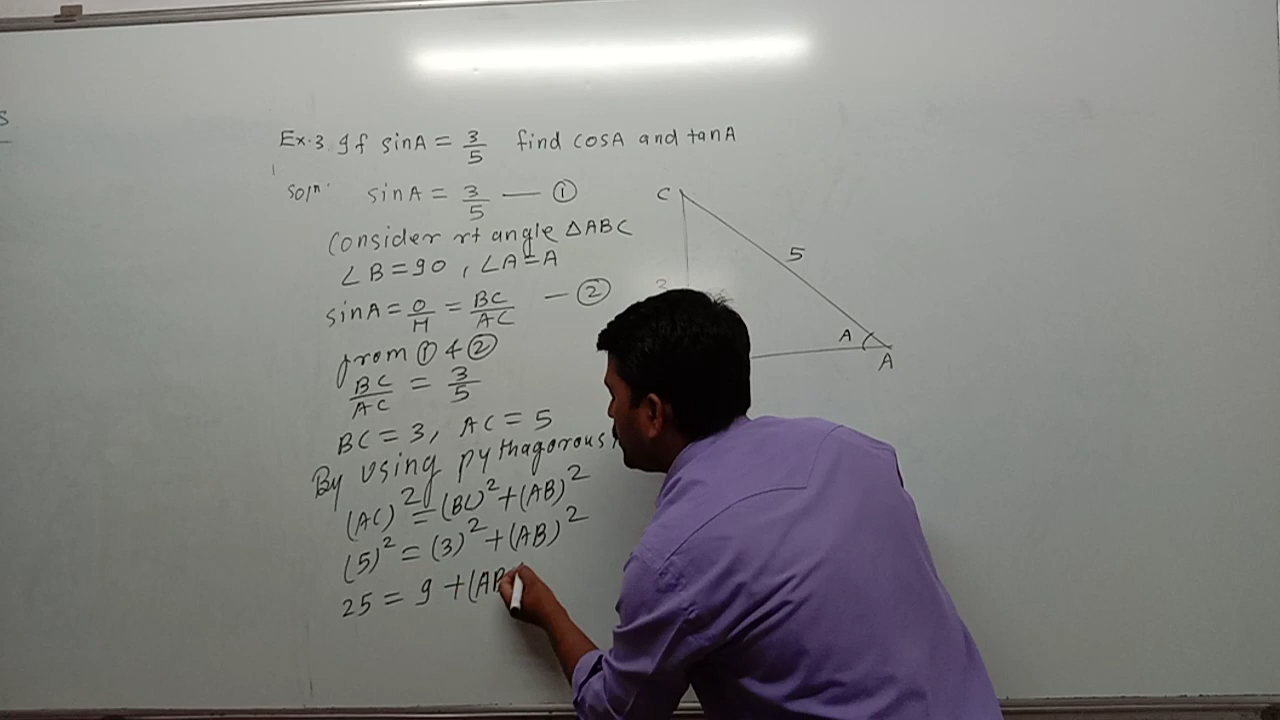 s
Ex.3 If sinA = 3/5 find cosA and tanA
Soln. sinA = 3/5 — ①
Consider rt angle △ABC
∠B = 90, ∠A = A
sinA = O/H = BC/AC — ②
from ① & ②
BC/AC = 3/5
BC = 3, AC = 5
By using pythagorous
(AC)² = (BC)² + (AB)²
(5)² = (3)² + (AB)²
25 = 9 + (AB
C
5
3
A
A